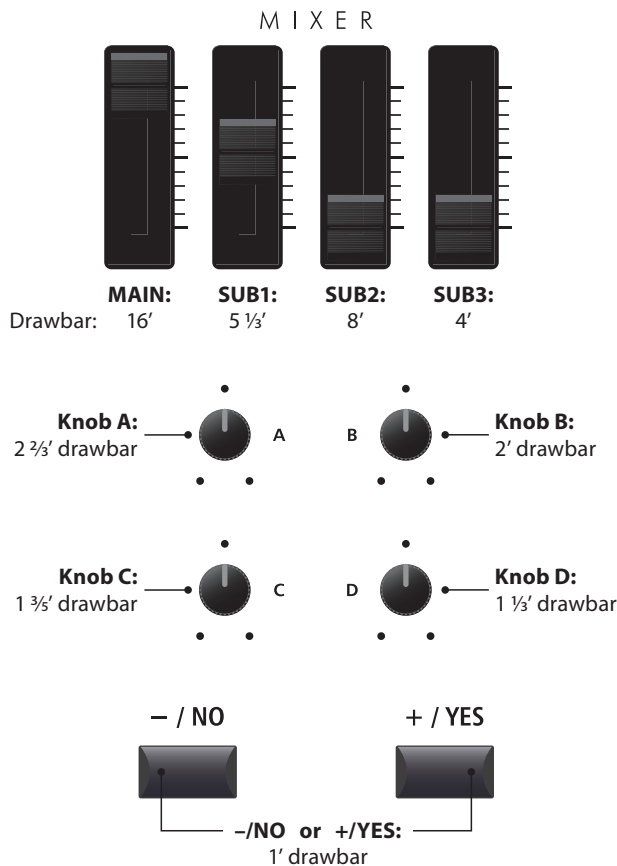 MIXER
MAIN: SUB1: SUB2: SUB3:
Drawbar: 16′ 5 ⅓′ 8′ 4′
Knob A:
2 ⅔′ drawbar
A
B
Knob B:
2′ drawbar
Knob C:
1 ⅗′ drawbar
C
D
Knob D:
1 ⅓′ drawbar
– / NO + / YES
–/NO or +/YES:
1′ drawbar